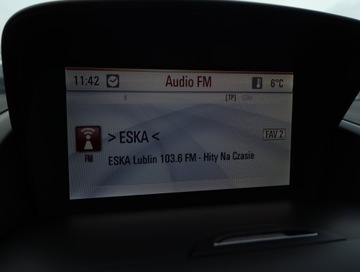 11:42 Audio FM 6°C
[TP]
> ESKA < FAV 2
FM ESKA Lublin 103.6 FM - Hity Na Czasie